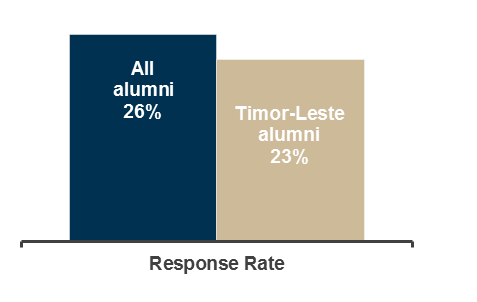 All
alumni
26%
Timor-Leste
alumni
23%
Response Rate